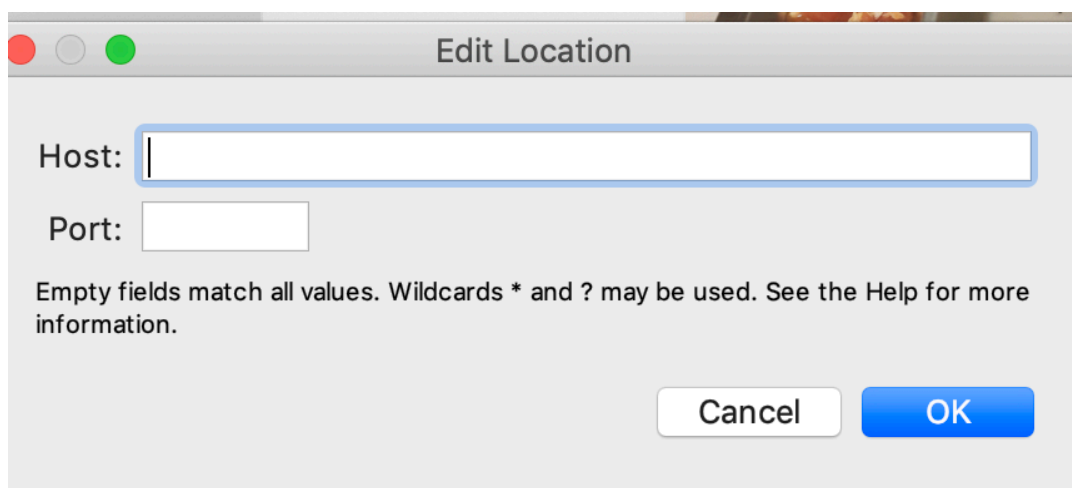 Edit Location
Host:
Port:
Empty fields match all values. Wildcards * and ? may be used. See the Help for more
information.
Cancel OK